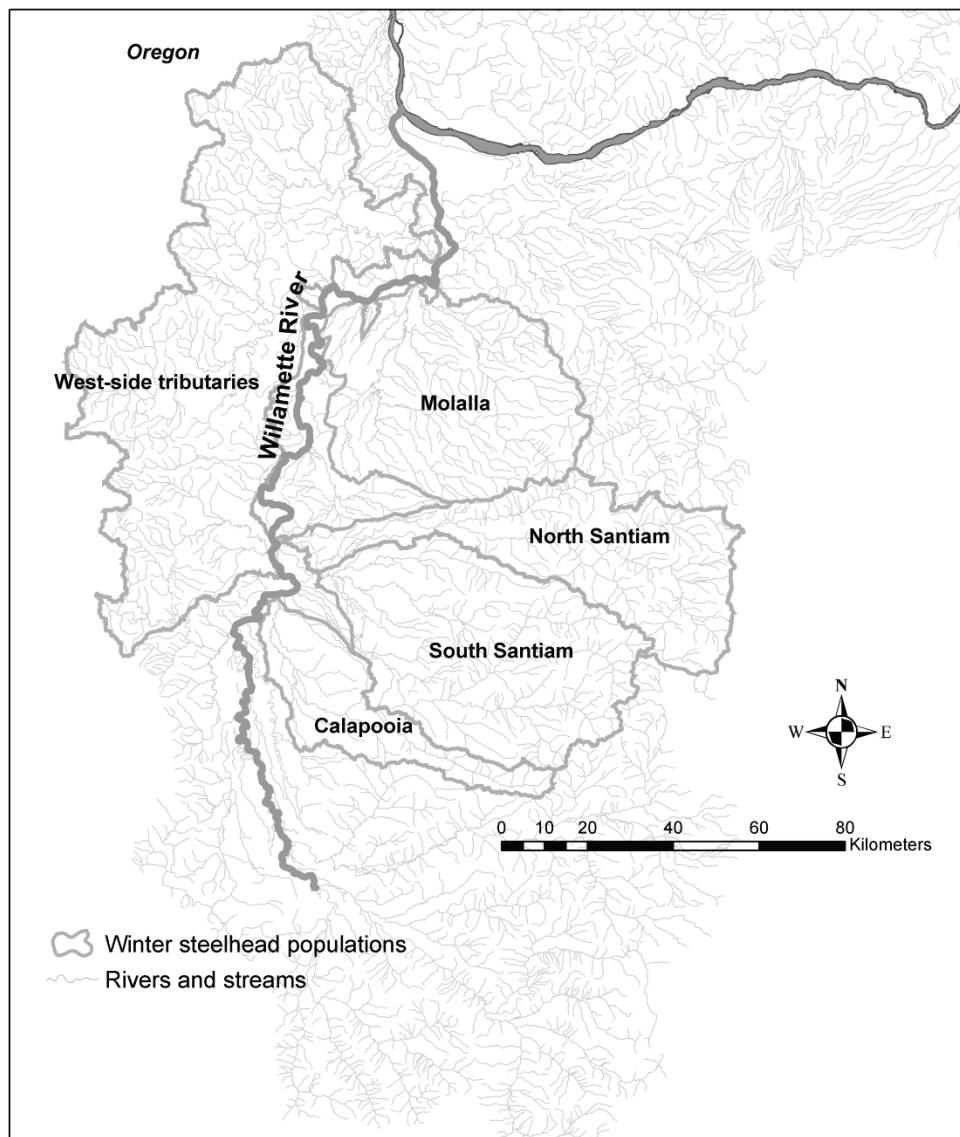 Oregon
Willamette River
West-side tributaries
Molalla
North Santiam
South Santiam
Calapooia
N
W E
S
0 10 20 40 60 80
Kilometers
Winter steelhead populations
Rivers and streams